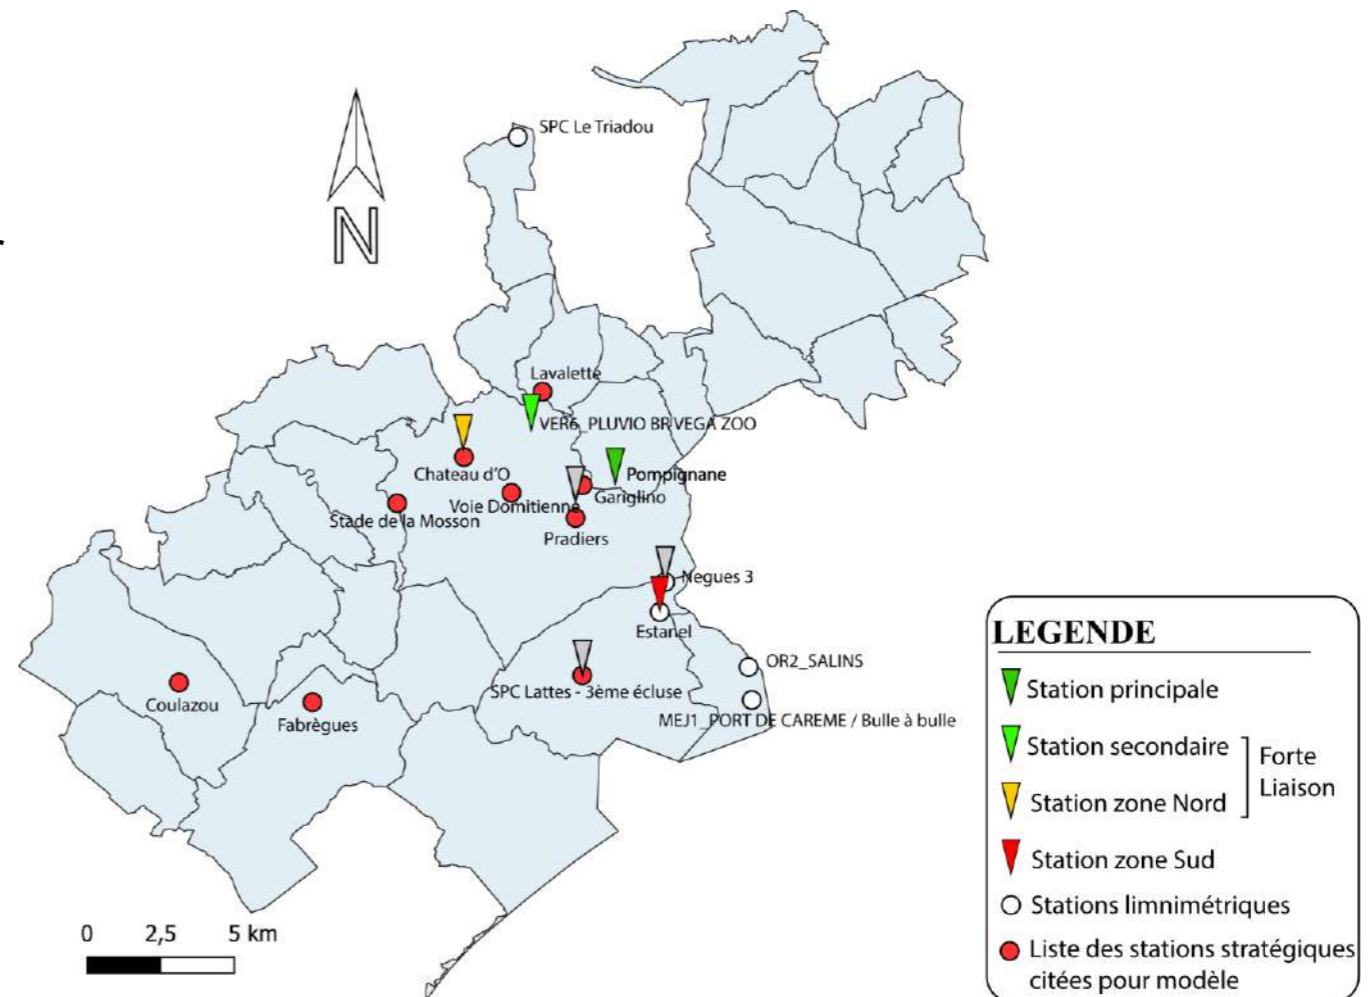 SPC Le Triadou
N
Lavalette
VER6_PLUVIO BRIVEGA ZOO
Chateau d'O
Pompignane
Gariglino
Voie Domitienne
Stade de la Mosson
Pradiers
Negues 3
Estanel
OR2_SALINS
SPC Lattes - 3ème écluse
Coulazou
MEJ1_PORT DE CAREME / Bulle à bulle
Fabrègues
0 2,5 5 km
LEGENDE
Station principale
Station secondaire
Forte
Liaison
Station zone Nord
Station zone Sud
Stations limnimétriques
Liste des stations stratégiques
citées pour modèle